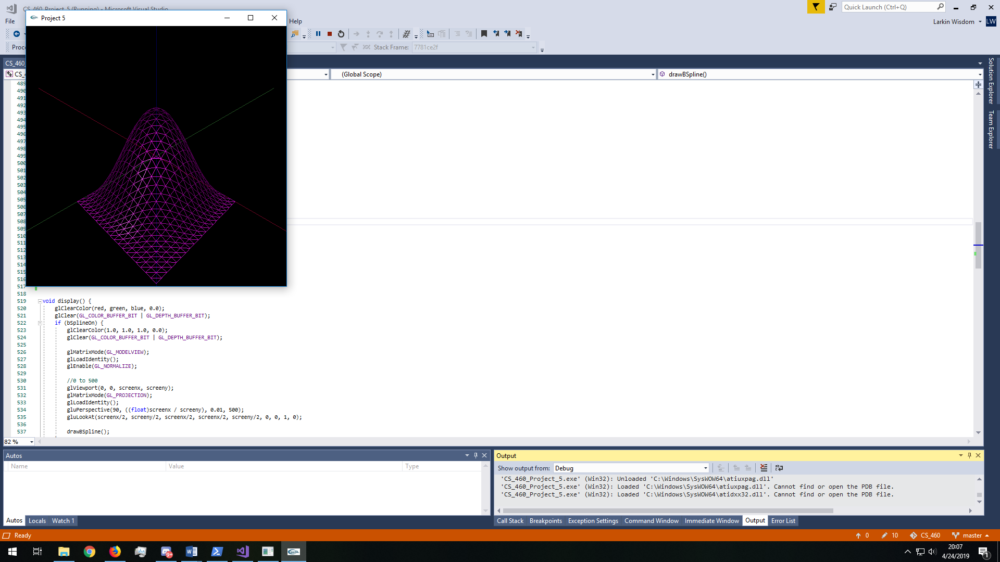 CS_460_Project_5 (Running) - Microsoft Visual Studio
Quick Launch (Ctrl+Q)
Project 5
File
Help
Larkin Wisdom
LW
Proc
Stack Frame:
7781ce2f
CS_460_
CS_4
(Global Scope)
drawBSpline()
Solution Explorer
Team Explorer
489
490
491
492
493
494
495
496
497
498
499
500
501
502
503
504
505
506
507
508
509
510
511
512
513
514
515
516
517
518
519 void display() {
520 glClearColor(red, green, blue, 0.0);
521 glClear(GL_COLOR_BUFFER_BIT | GL_DEPTH_BUFFER_BIT);
522 if (bSplineOn) {
523 glClearColor(1.0, 1.0, 1.0, 0.0);
524 glClear(GL_COLOR_BUFFER_BIT | GL_DEPTH_BUFFER_BIT);
525
526 glMatrixMode(GL_MODELVIEW);
527 glLoadIdentity();
528 glEnable(GL_NORMALIZE);
529
530 //0 to 500
531 glViewport(0, 0, screenx, screeny);
532 glMatrixMode(GL_PROJECTION);
533 glLoadIdentity();
534 gluPerspective(90, ((float)screenx / screeny), 0.01, 500);
535 gluLookAt(screenx/2, screeny/2, screenx/2, screenx/2, screeny/2, 0, 0, 1, 0);
536
537 drawBSpline();
82 %
Autos
Name Value Type
Autos Locals Watch 1
Output
Show output from: Debug
'CS_460_Project_5.exe' (Win32): Unloaded 'C:\Windows\SysWOW64\atiuxpag.dll'
'CS_460_Project_5.exe' (Win32): Loaded 'C:\Windows\SysWOW64\atiuxpag.dll'. Cannot find or open the PDB file.
'CS_460_Project_5.exe' (Win32): Loaded 'C:\Windows\SysWOW64\atidxx32.dll'. Cannot find or open the PDB file.
Call Stack Breakpoints Exception Settings Command Window Immediate Window Output Error List
Ready
0 10 CS_460 master
9+
20:07
4/24/2019
1